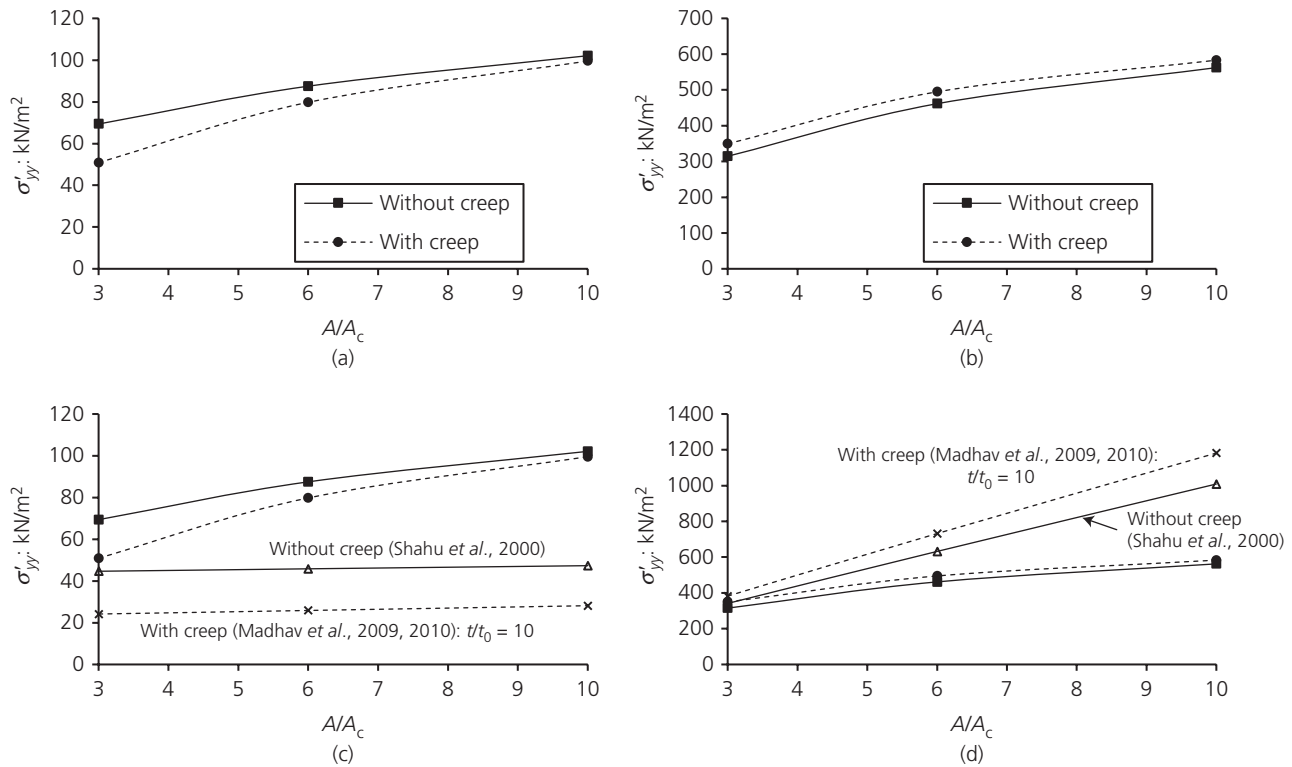 120
100
80
60
40
20
0
σ′yy: kN/m²
Without creep
With creep
3 4 5 6 7 8 9 10
A/Ac
(a)
700
600
500
400
300
200
100
0
σ′yy: kN/m²
Without creep
With creep
3 4 5 6 7 8 9 10
A/Ac
(b)
120
100
80
60
40
20
0
σ′yy: kN/m²
Without creep (Shahu et al., 2000)
With creep (Madhav et al., 2009, 2010): t/t0 = 10
3 4 5 6 7 8 9 10
A/Ac
(c)
1400
1200
1000
800
600
400
200
0
σ′yy: kN/m²
With creep (Madhav et al., 2009, 2010):
t/t0 = 10
Without creep
(Shahu et al., 2000)
3 4 5 6 7 8 9 10
A/Ac
(d)